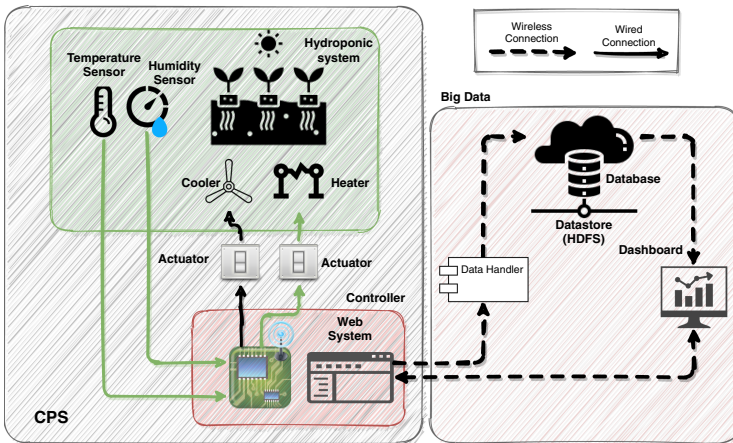 Temperature
Sensor
Humidity
Sensor
Hydroponic
system
Cooler
Heater
Actuator
Actuator
Controller
Web
System
CPS
Wireless
Connection
Wired
Connection
Big Data
Database
Datastore
(HDFS)
Data Handler
Dashboard